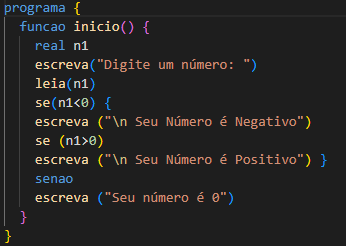 programa {
funcao inicio() {
real n1
escreva("Digite um número: ")
leia(n1)
se(n1<0) {
escreva ("\n Seu Número é Negativo")
se (n1>0)
escreva ("\n Seu Número é Positivo") }
senao
escreva ("Seu número é 0")
}
}